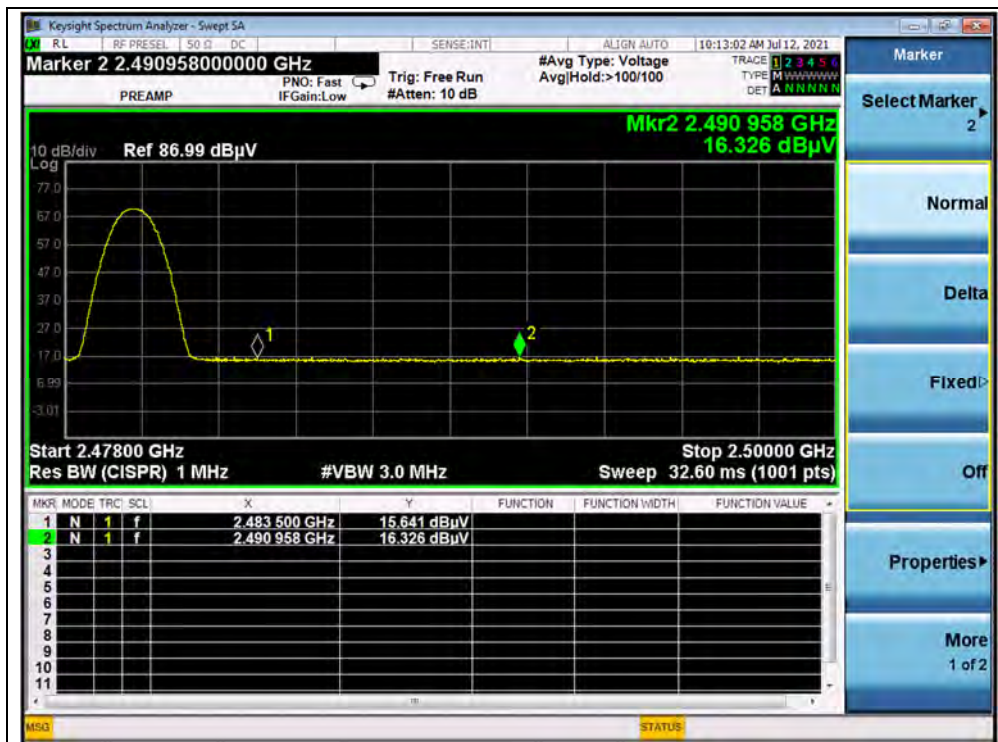 Keysight Spectrum Analyzer - Swept SA
LXI RL RF PRESEL 50 Ω DC SENSE:INT ALIGN AUTO 10:13:02 AM Jul 12, 2021
Marker 2 2.490958000000 GHz
PREAMP
PNO: Fast
IFGain:Low
Trig: Free Run
#Atten: 10 dB
#Avg Type: Voltage
Avg|Hold:>100/100
TRACE 1 2 3 4 5 6
TYPE M
DET A N N N N N
Mkr2 2.490 958 GHz
16.326 dBµV
10 dB/div Ref 86.99 dBµV
Log
77.0
67.0
57.0
47.0
37.0
27.0
17.0
6.99
-3.01
1
2
Start 2.47800 GHz Stop 2.50000 GHz
Res BW (CISPR) 1 MHz #VBW 3.0 MHz Sweep 32.60 ms (1001 pts)
MKR MODE TRC SCL X Y FUNCTION FUNCTION WIDTH FUNCTION VALUE
1 N 1 f 2.483 500 GHz 15.641 dBµV
2 N 1 f 2.490 958 GHz 16.326 dBµV
3
4
5
6
7
8
9
10
11
MSG STATUS
Marker
Select Marker
2
Normal
Delta
Fixed
Off
Properties
More
1 of 2